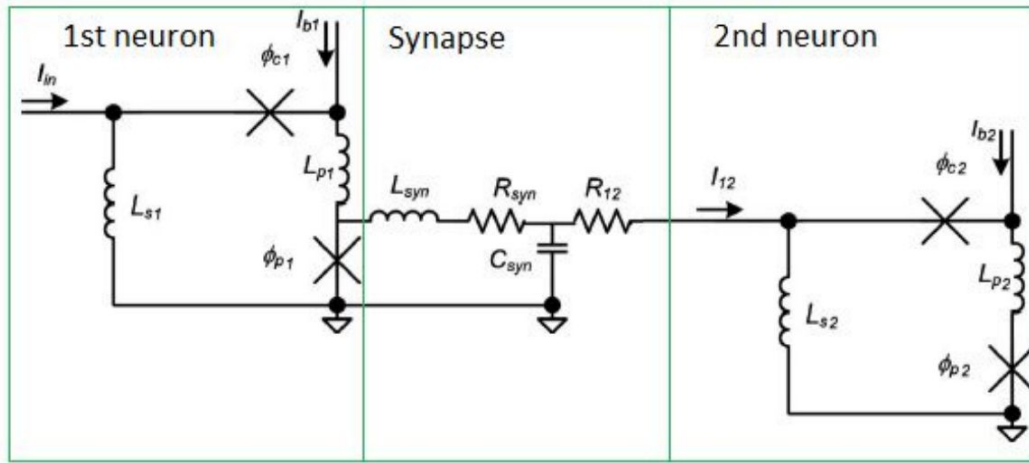 1st neuron
I_b1
Synapse
2nd neuron
ϕ_c1
I_in
I_b2
ϕ_c2
L_p1
L_syn
R_syn
R_12
I_12
L_s1
ϕ_p1
C_syn
L_p2
L_s2
ϕ_p2